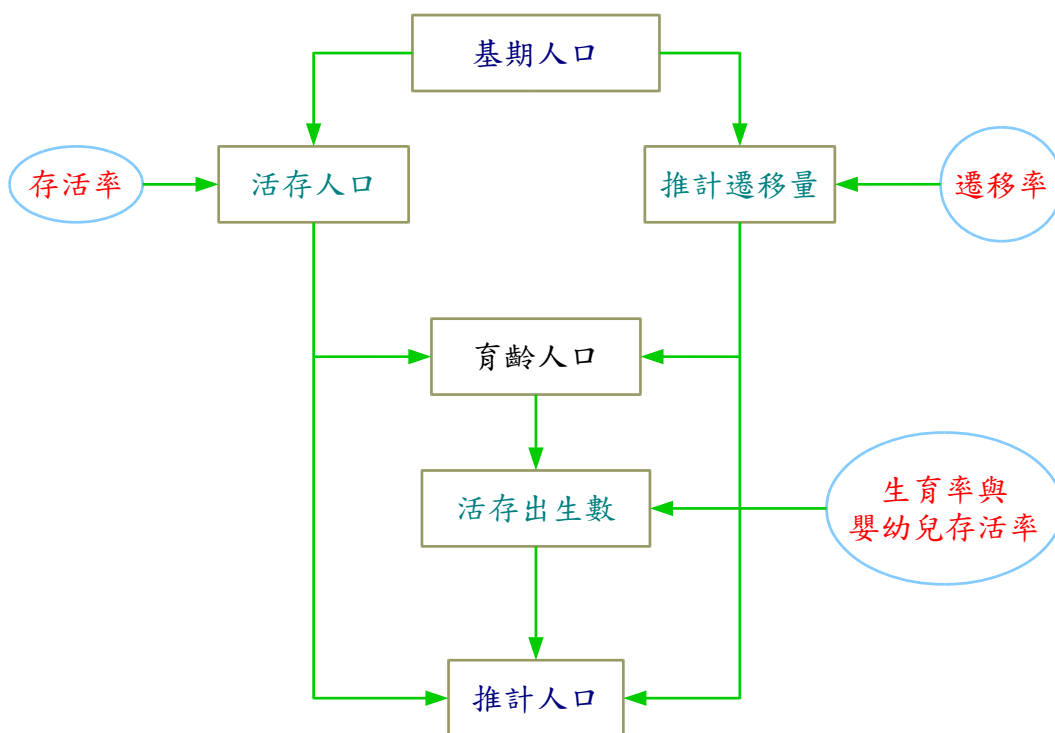 基期人口
存活率
活存人口
推計遷移量
遷移率
育齡人口
活存出生數
生育率與
嬰幼兒存活率
推計人口